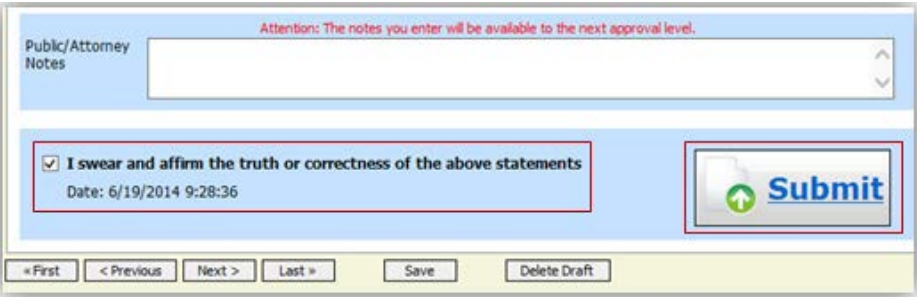 Attention: The notes you enter will be available to the next approval level.
Public/Attorney
Notes
I swear and affirm the truth or correctness of the above statements
Date: 6/19/2014 9:28:36
Submit
« First < Previous Next > Last » Save Delete Draft